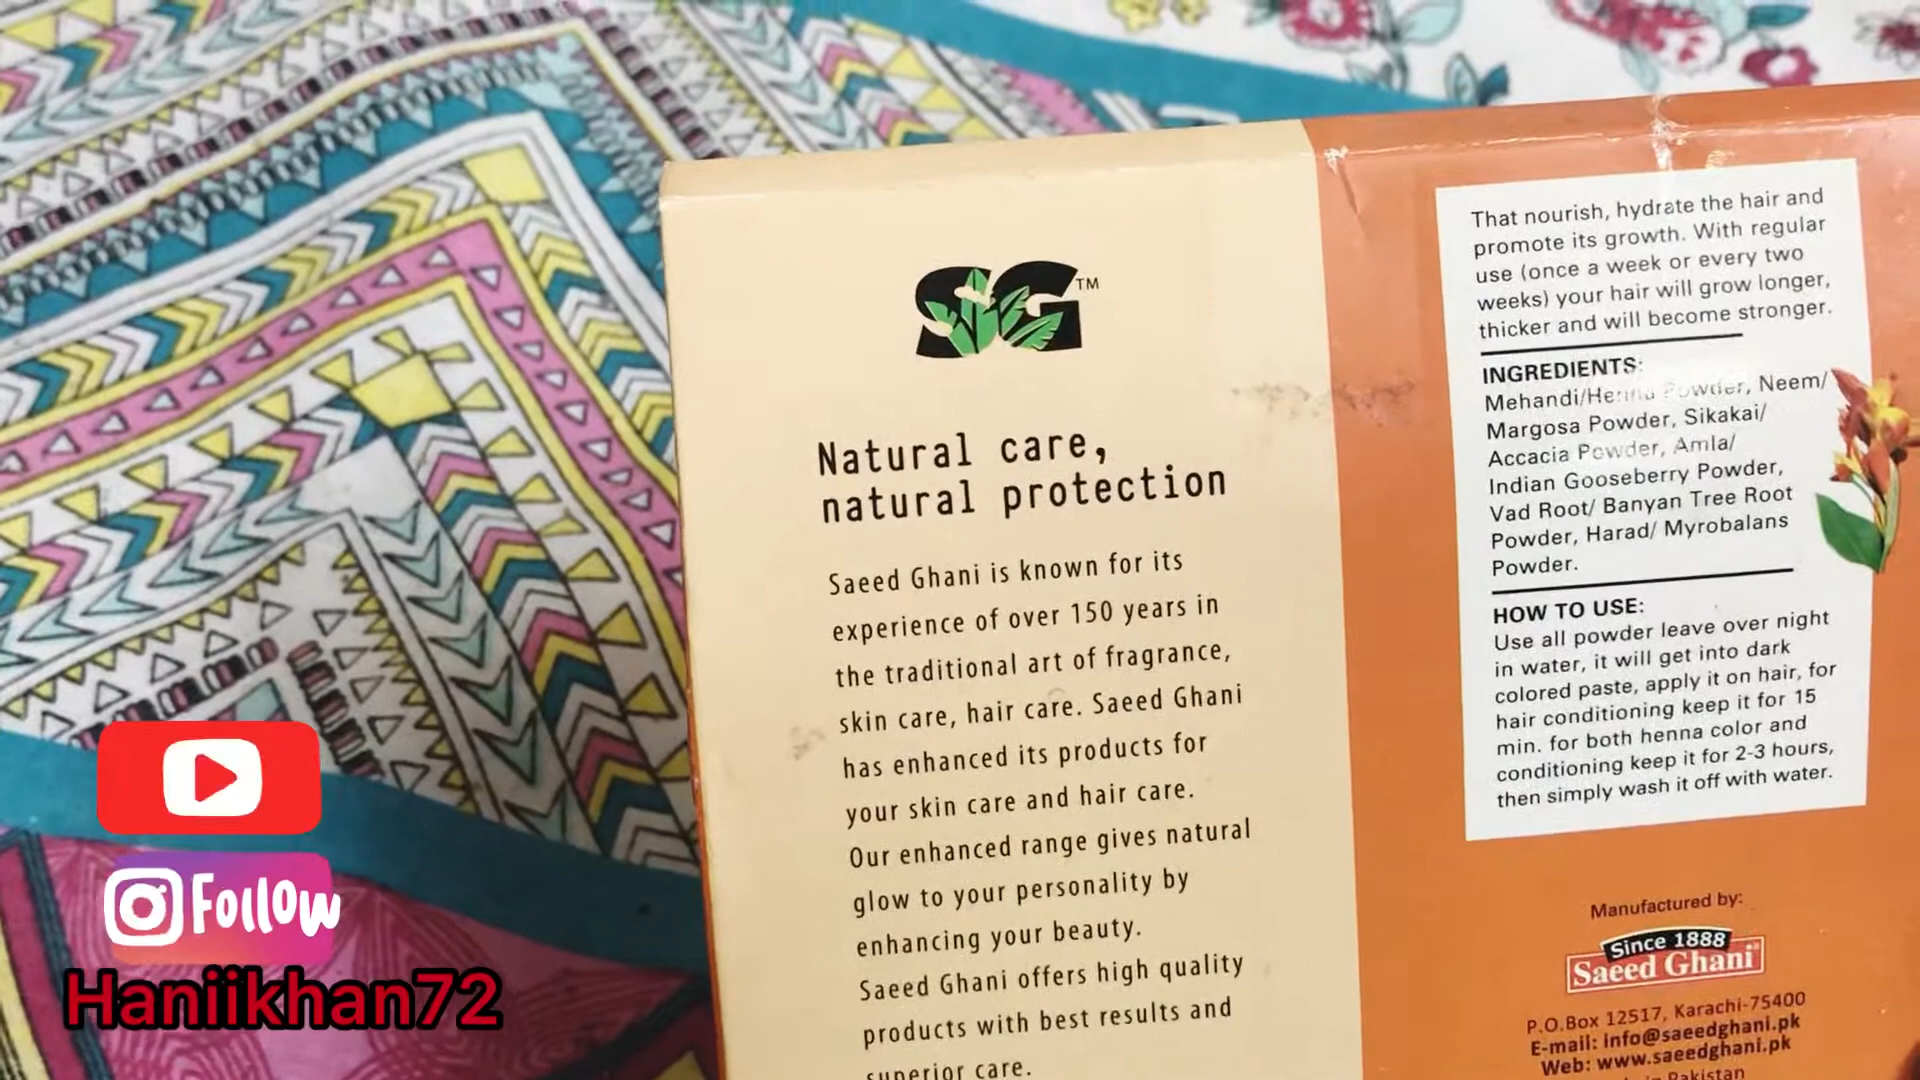 SG™
Natural care,
natural protection
Saeed Ghani is known for its
experience of over 150 years in
the traditional art of fragrance,
skin care, hair care. Saeed Ghani
has enhanced its products for
your skin care and hair care.
Our enhanced range gives natural
glow to your personality by
enhancing your beauty.
Saeed Ghani offers high quality
products with best results and
superior care.
That nourish, hydrate the hair and
promote its growth. With regular
use (once a week or every two
weeks) your hair will grow longer,
thicker and will become stronger.
INGREDIENTS:
Mehandi/Henna Powder, Neem/
Margosa Powder, Sikakai/
Accacia Powder, Amla/
Indian Gooseberry Powder,
Vad Root/ Banyan Tree Root
Powder, Harad/ Myrobalans
Powder.
HOW TO USE:
Use all powder leave over night
in water, it will get into dark
colored paste, apply it on hair, for
hair conditioning keep it for 15
min. for both henna color and
conditioning keep it for 2-3 hours,
then simply wash it off with water.
Manufactured by:
Since 1888
Saeed Ghani
P.O.Box 12517, Karachi-75400
E-mail: info@saeedghani.pk
Web: www.saeedghani.pk
Pakistan
Follow
Haniikhan72